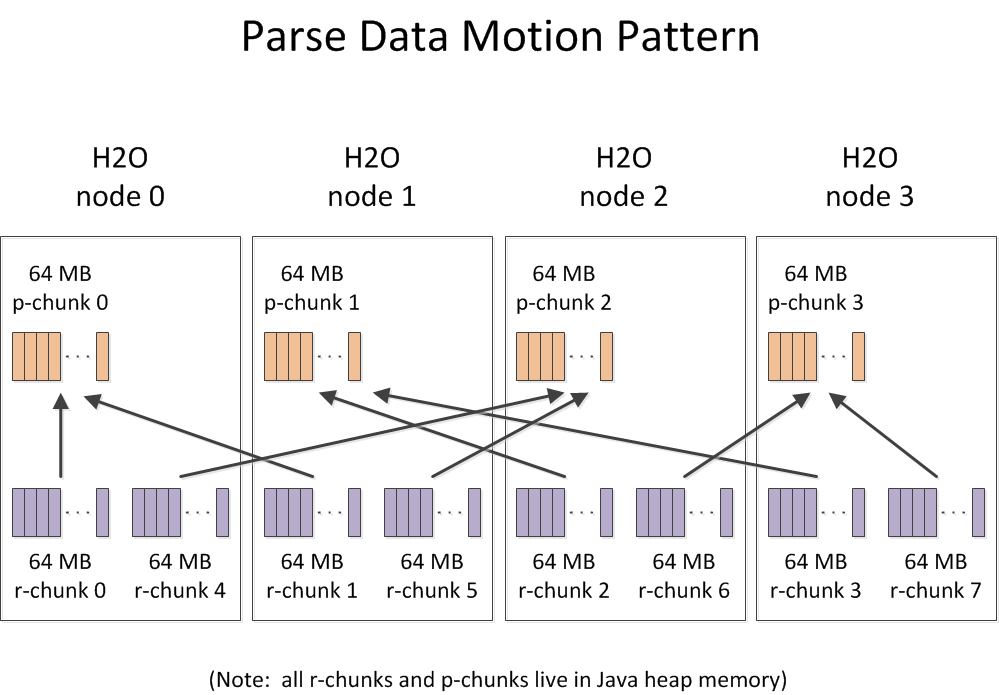 Parse Data Motion Pattern
H2O
node 0
H2O
node 1
H2O
node 2
H2O
node 3
64 MB
p-chunk 0
64 MB
p-chunk 1
64 MB
p-chunk 2
64 MB
p-chunk 3
. . .
. . .
. . .
. . .
. . .
. . .
. . .
. . .
. . .
. . .
. . .
. . .
64 MB
r-chunk 0
64 MB
r-chunk 4
64 MB
r-chunk 1
64 MB
r-chunk 5
64 MB
r-chunk 2
64 MB
r-chunk 6
64 MB
r-chunk 3
64 MB
r-chunk 7
(Note:  all r-chunks and p-chunks live in Java heap memory)